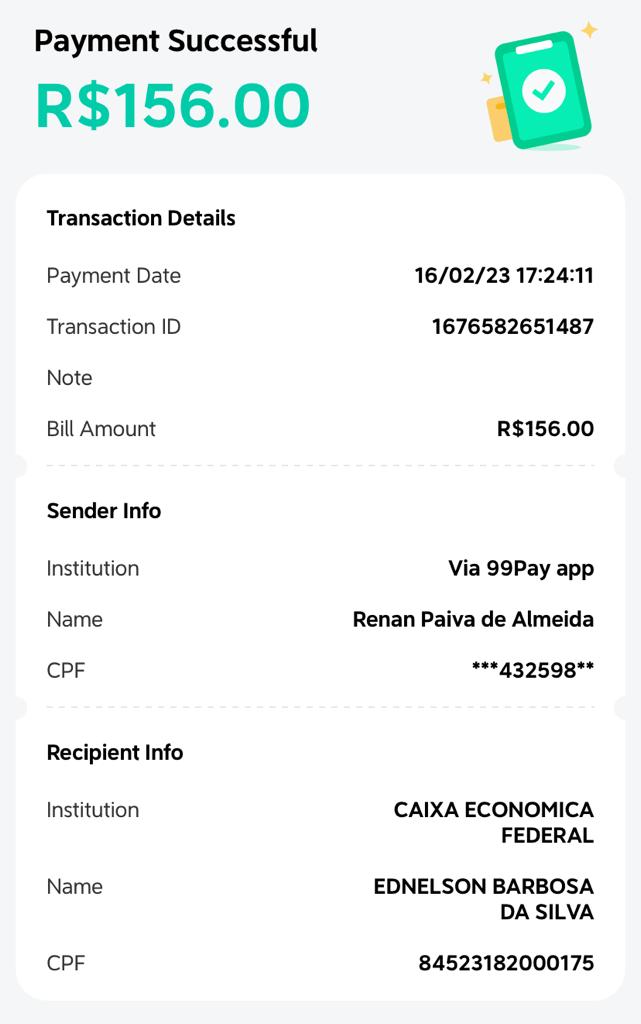 Payment Successful
R$156.00
Transaction Details
Payment Date 16/02/23 17:24:11
Transaction ID 1676582651487
Note
Bill Amount R$156.00
Sender Info
Institution Via 99Pay app
Name Renan Paiva de Almeida
CPF ***432598**
Recipient Info
Institution CAIXA ECONOMICA
FEDERAL
Name EDNELSON BARBOSA
DA SILVA
CPF 84523182000175